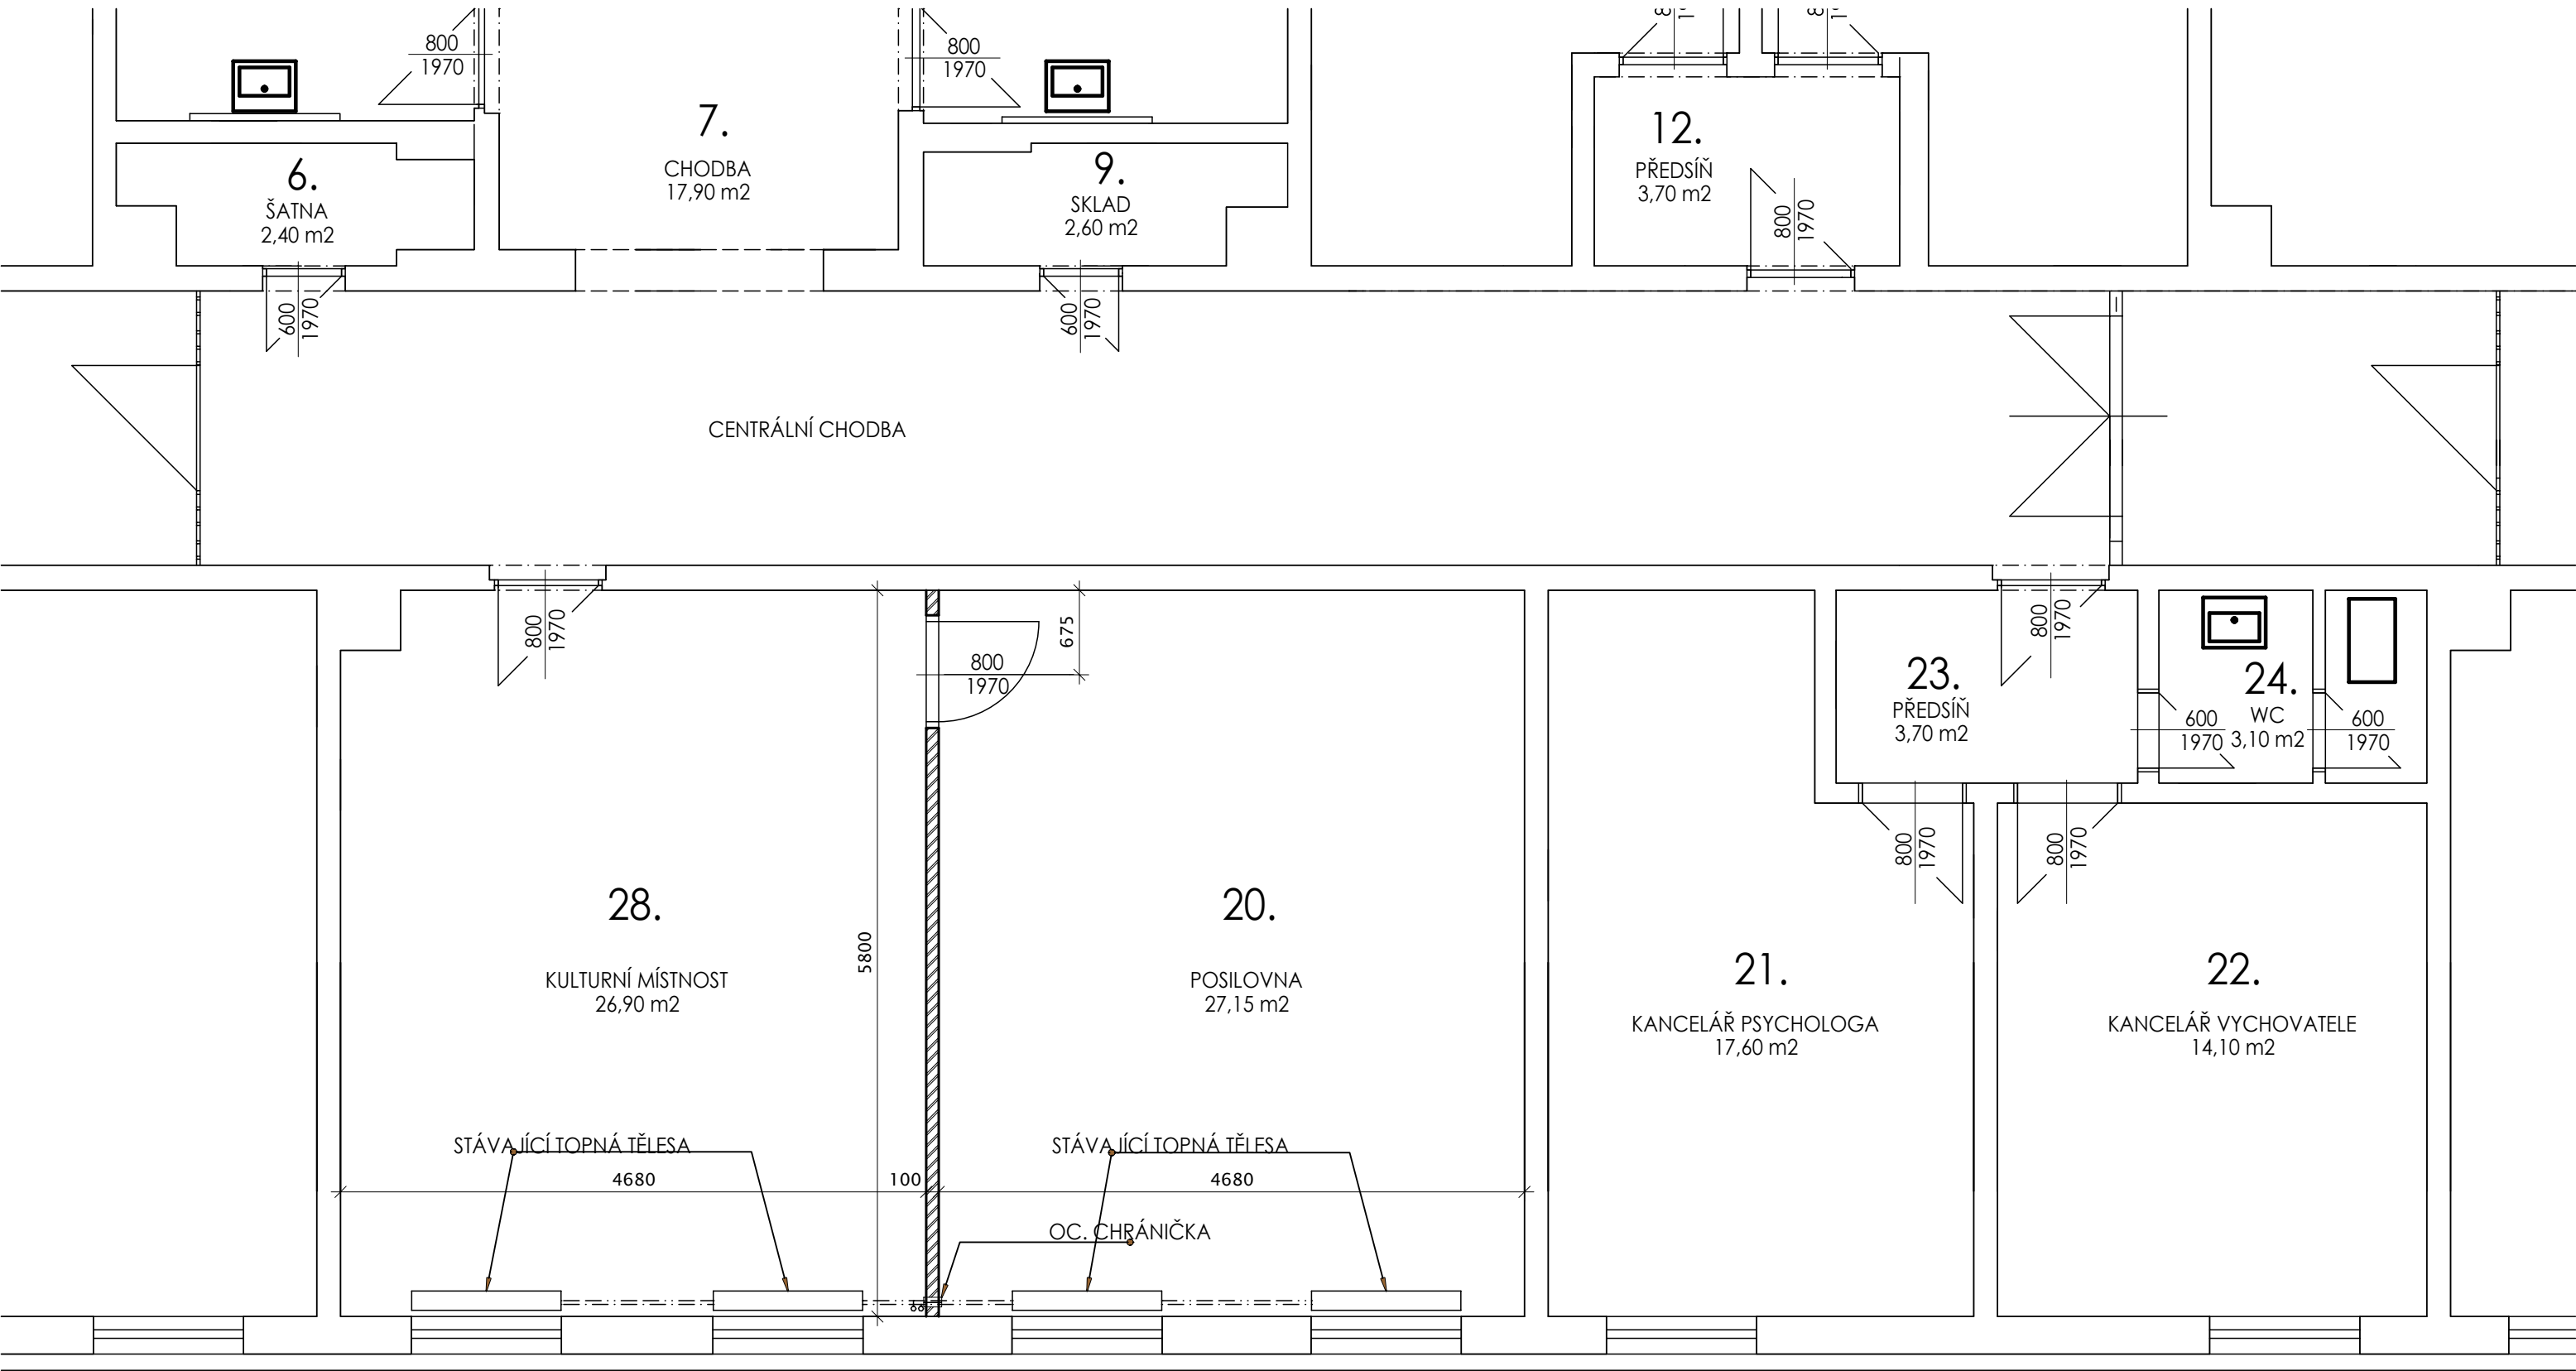 800
1970
800
1970
8
1
8
1
7.
CHODBA
17,90 m2
12.
PŘEDSÍŇ
3,70 m2
6.
ŠATNA
2,40 m2
9.
SKLAD
2,60 m2
800
1970
600
1970
600
1970
CENTRÁLNÍ CHODBA
800
1970
675
800
1970
800
1970
23.
PŘEDSÍŇ
3,70 m2
24.
WC
3,10 m2
600
1970
600
1970
800
1970
800
1970
28.
KULTURNÍ MÍSTNOST
26,90 m2
5800
20.
POSILOVNA
27,15 m2
21.
KANCELÁŘ PSYCHOLOGA
17,60 m2
22.
KANCELÁŘ VYCHOVATELE
14,10 m2
STÁVAJÍCÍ TOPNÁ TĚLESA
STÁVAJÍCÍ TOPNÁ TĚLESA
4680
100
4680
OC. CHRÁNIČKA